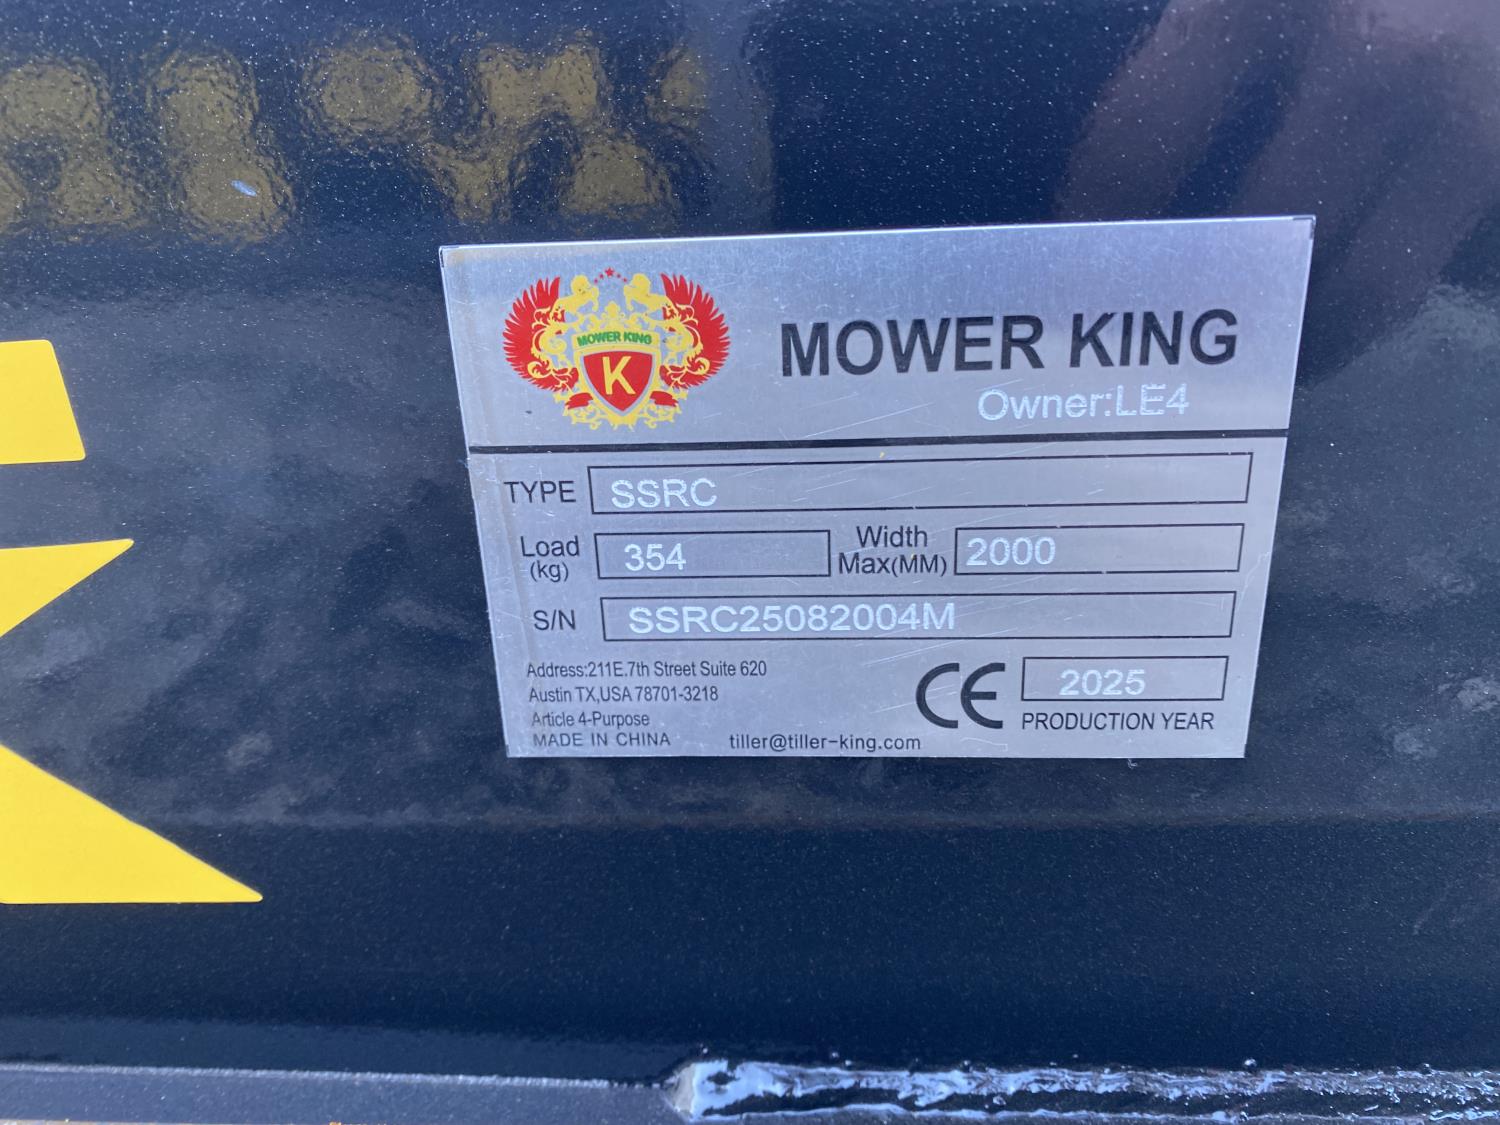 MOWER KING
K
MOWER KING
Owner:LE4
TYPE SSRC
Load (kg) 354 Width Max(MM) 2000
S/N SSRC25082004M
Address:211E.7th Street Suite 620
Austin TX,USA 78701-3218
Article 4-Purpose
MADE IN CHINA
tiller@tiller-king.com
CE 2025
PRODUCTION YEAR